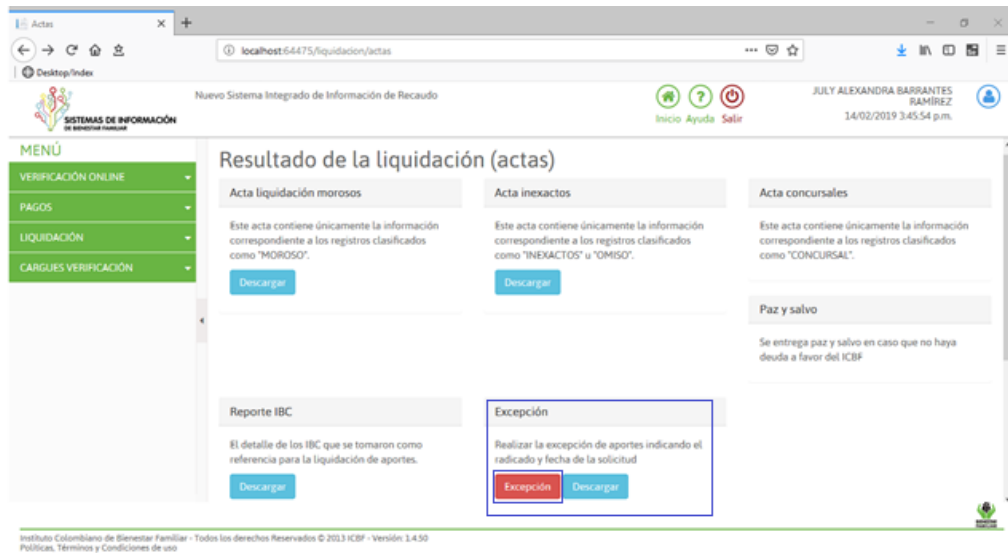 Actas
localhost:64475/liquidacion/actas
Desktop/Index
SISTEMAS DE INFORMACIÓN
DE BIENESTAR FAMILIAR
Nuevo Sistema Integrado de Información de Recaudo
Inicio Ayuda Salir
JULY ALEXANDRA BARRANTES
RAMÍREZ
14/02/2019 3:45:54 p.m.
MENÚ
VERIFICACIÓN ONLINE
PAGOS
LIQUIDACIÓN
CARGUES VERIFICACIÓN
Resultado de la liquidación (actas)
Acta liquidación morosos
Este acta contiene únicamente la información
correspondiente a los registros clasificados
como "MOROSO".
Descargar
Acta inexactos
Este acta contiene únicamente la información
correspondiente a los registros clasificados
como "INEXACTOS" u "OMISO".
Descargar
Acta concursales
Este acta contiene únicamente la información
correspondiente a los registros clasificados
como "CONCURSAL".
Paz y salvo
Se entrega paz y salvo en caso que no haya
deuda a favor del ICBF
Reporte IBC
El detalle de los IBC que se tomaron como
referencia para la liquidación de aportes.
Descargar
Excepción
Realizar la excepción de aportes indicando el
radicado y fecha de la solicitud
Excepción Descargar
Instituto Colombiano de Bienestar Familiar - Todos los derechos Reservados © 2013 ICBF - Versión: 1.4.50
Políticas, Términos y Condiciones de uso